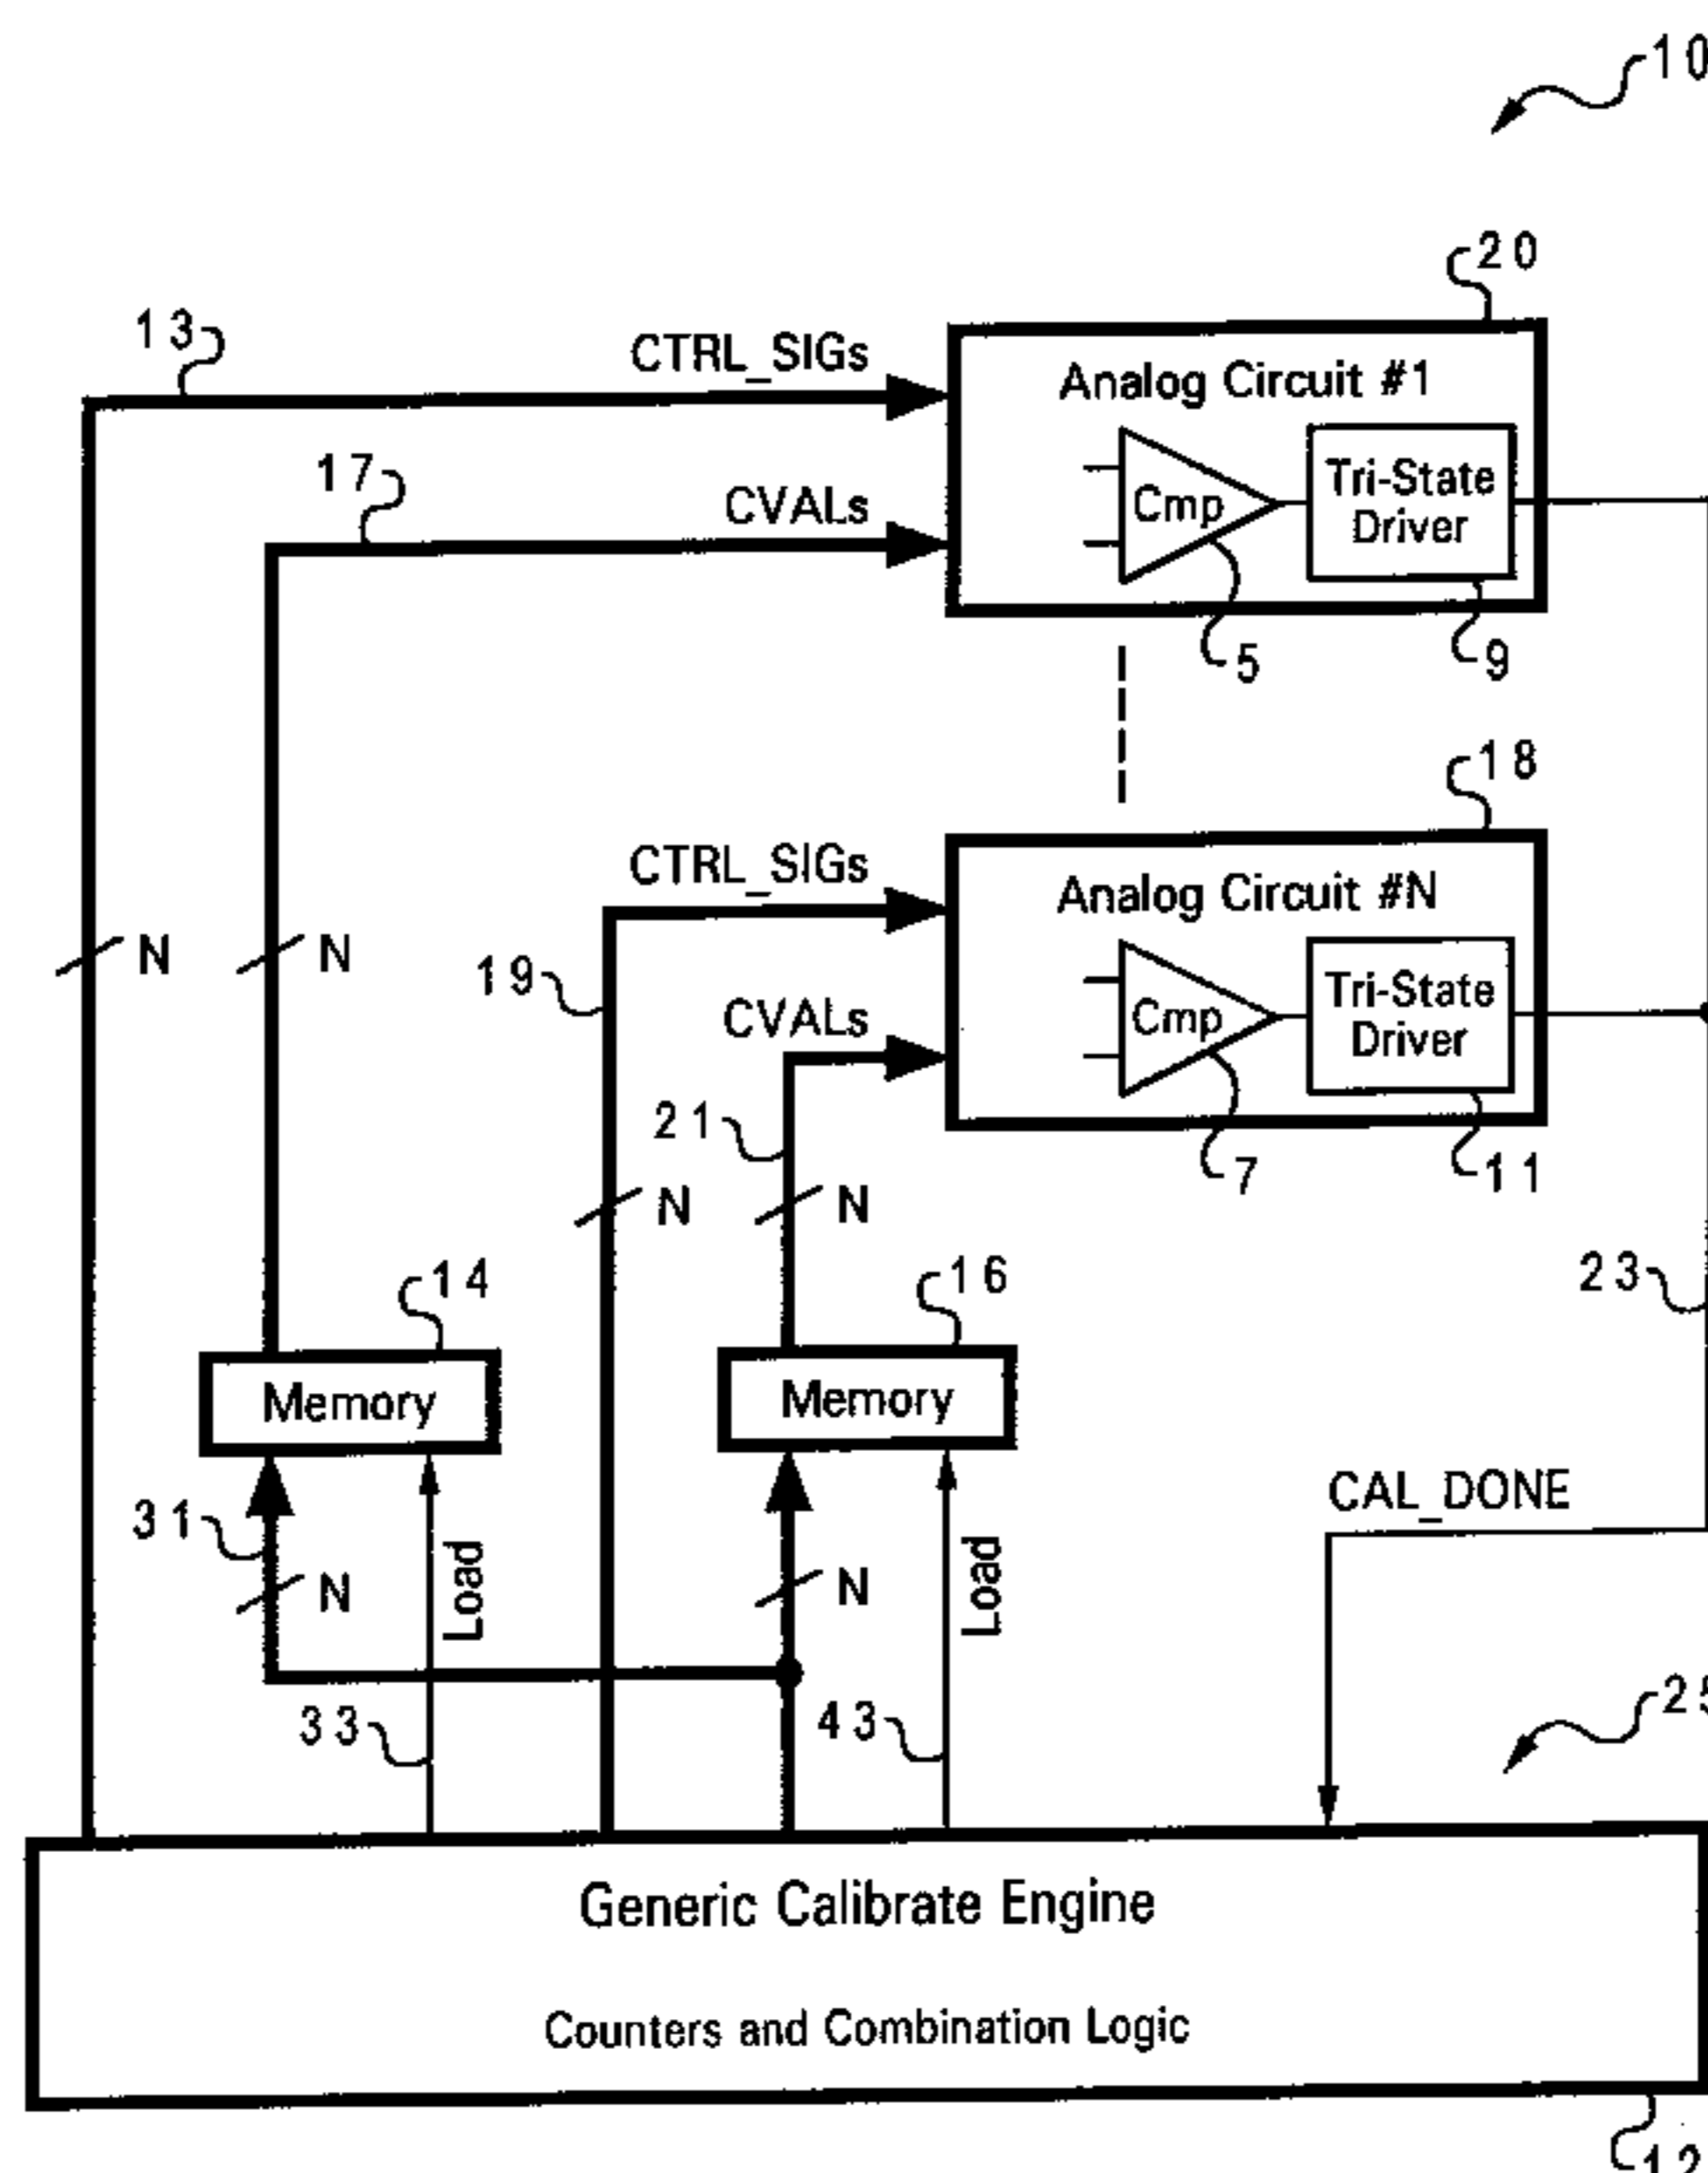 10
20
13
CTRL_SIGs
Analog Circuit #1
17
CVALs
Cmp
Tri-State
Driver
5
9
18
CTRL_SIGs
Analog Circuit #N
N
N
19
CVALs
Cmp
Tri-State
Driver
21
7
11
N
N
23
14
16
Memory
Memory
CAL_DONE
31
N
Load
N
Load
33
43
25
Generic Calibrate Engine
Counters and Combination Logic
12